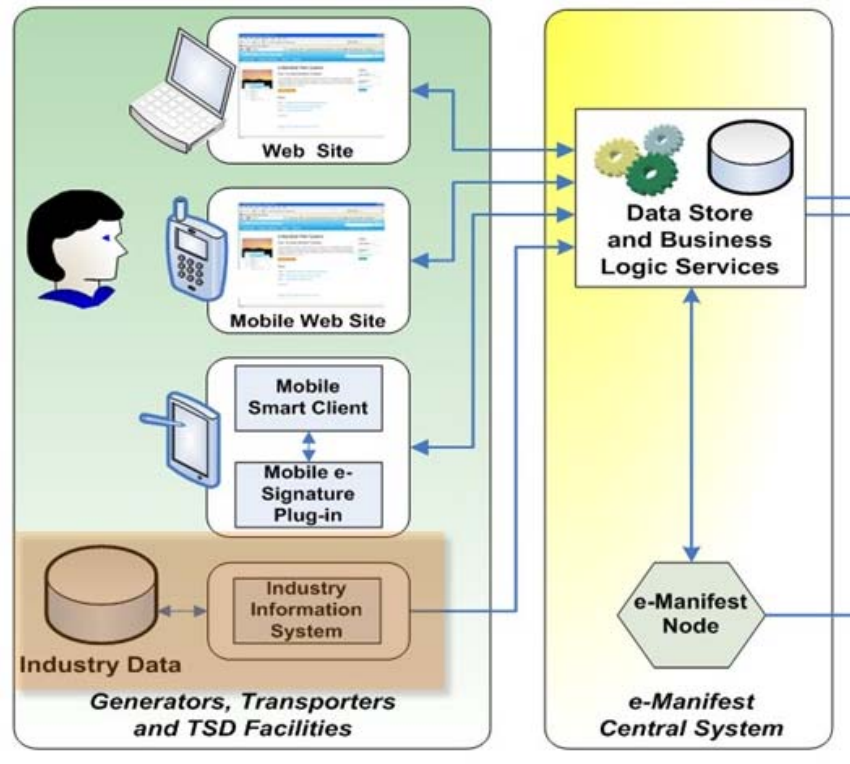 Web Site
Mobile Web Site
Mobile
Smart Client
Mobile e-
Signature
Plug-in
Industry
Information
System
Industry Data
Generators, Transporters
and TSD Facilities
Data Store
and Business
Logic Services
e-Manifest
Node
e-Manifest
Central System